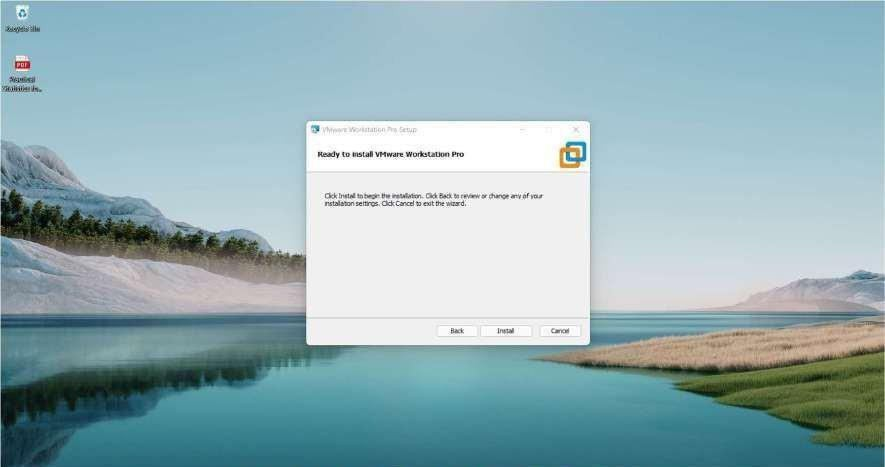 Recycle Bin
PDF
Practical
Statistics fo...
VMware Workstation Pro Setup
Ready to install VMware Workstation Pro
Click Install to begin the installation. Click Back to review or change any of your
installation settings. Click Cancel to exit the wizard.
Back
Install
Cancel